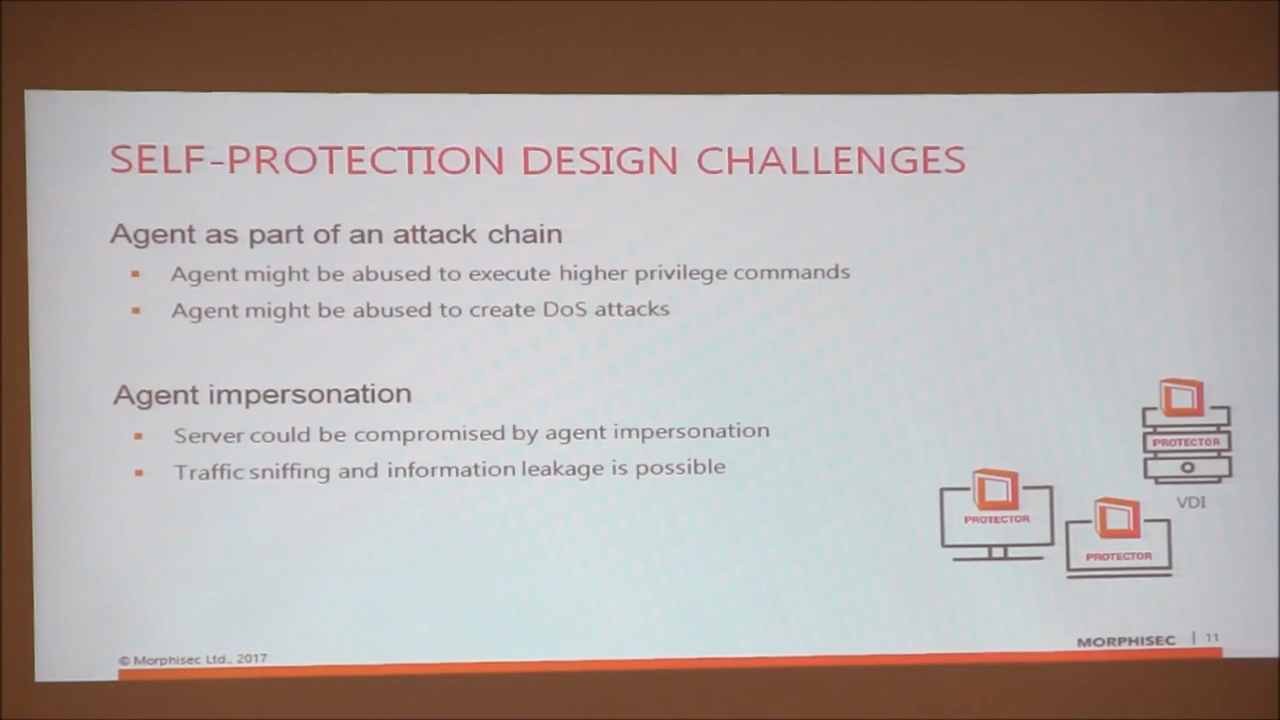 SELF-PROTECTION DESIGN CHALLENGES
Agent as part of an attack chain
Agent might be abused to execute higher privilege commands
Agent might be abused to create DoS attacks
Agent impersonation
Server could be compromised by agent impersonation
Traffic sniffing and information leakage is possible
PROTECTOR
VDI
PROTECTOR
PROTECTOR
MORPHISEC | 11
© Morphisec Ltd., 2017